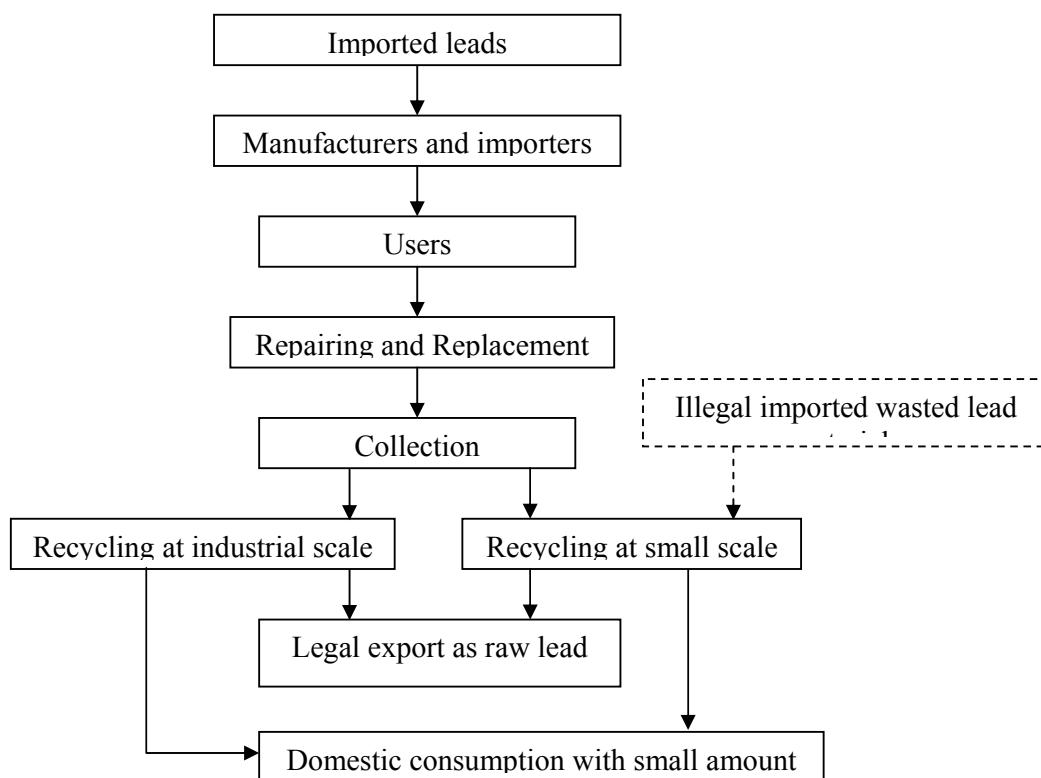 Imported leads
Manufacturers and importers
Users
Repairing and Replacement
Illegal imported wasted lead
Collection
Recycling at industrial scale
Recycling at small scale
Legal export as raw lead
Domestic consumption with small amount